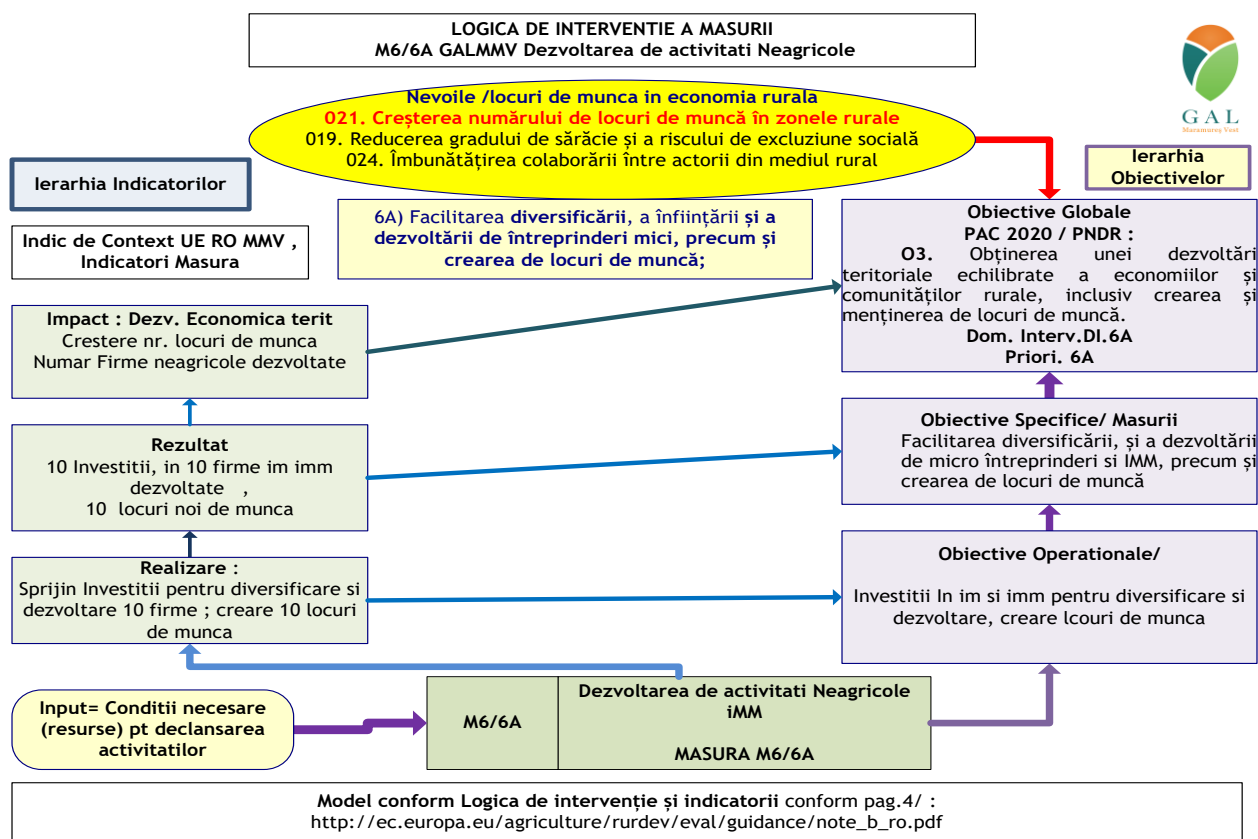 LOGICA DE INTERVENTIE A MASURII
M6/6A GALMMV Dezvoltarea de activitati Neagricole
GAL
Maramureș Vest
Nevoile /locuri de munca in economia rurala
021. Creșterea numărului de locuri de muncă în zonele rurale
019. Reducerea gradului de sărăcie și a riscului de excluziune socială
024. Îmbunătățirea colaborării între actorii din mediul rural
Ierarhia Indicatorilor
Ierarhia
Obiectivelor
Indic de Context UE RO MMV ,
Indicatori Masura
6A) Facilitarea diversificării, a înființării și a
dezvoltării de întreprinderi mici, precum și
crearea de locuri de muncă;
Obiective Globale
PAC 2020 / PNDR :
O3. Obținerea unei dezvoltări
teritoriale echilibrate a economiilor și
comunităților rurale, inclusiv crearea și
menținerea de locuri de muncă.
Dom. Interv.DI.6A
Priori. 6A
Impact : Dezv. Economica terit
Crestere nr. locuri de munca
Numar Firme neagricole dezvoltate
Rezultat
10 Investitii, in 10 firme im imm
dezvoltate ,
10 locuri noi de munca
Obiective Specifice/ Masurii
Facilitarea diversificării, și a dezvoltării
de micro întreprinderi si IMM, precum și
crearea de locuri de muncă
Realizare :
Sprijin Investitii pentru diversificare si
dezvoltare 10 firme ; creare 10 locuri
de munca
Obiective Operationale/
Investitii In im si imm pentru diversificare si
dezvoltare, creare lcouri de munca
Input= Conditii necesare
(resurse) pt declansarea
activitatilor
M6/6A
Dezvoltarea de activitati Neagricole
iMM
MASURA M6/6A
Model conform Logica de intervenție și indicatorii conform pag.4/ :
http://ec.europa.eu/agriculture/rurdev/eval/guidance/note_b_ro.pdf